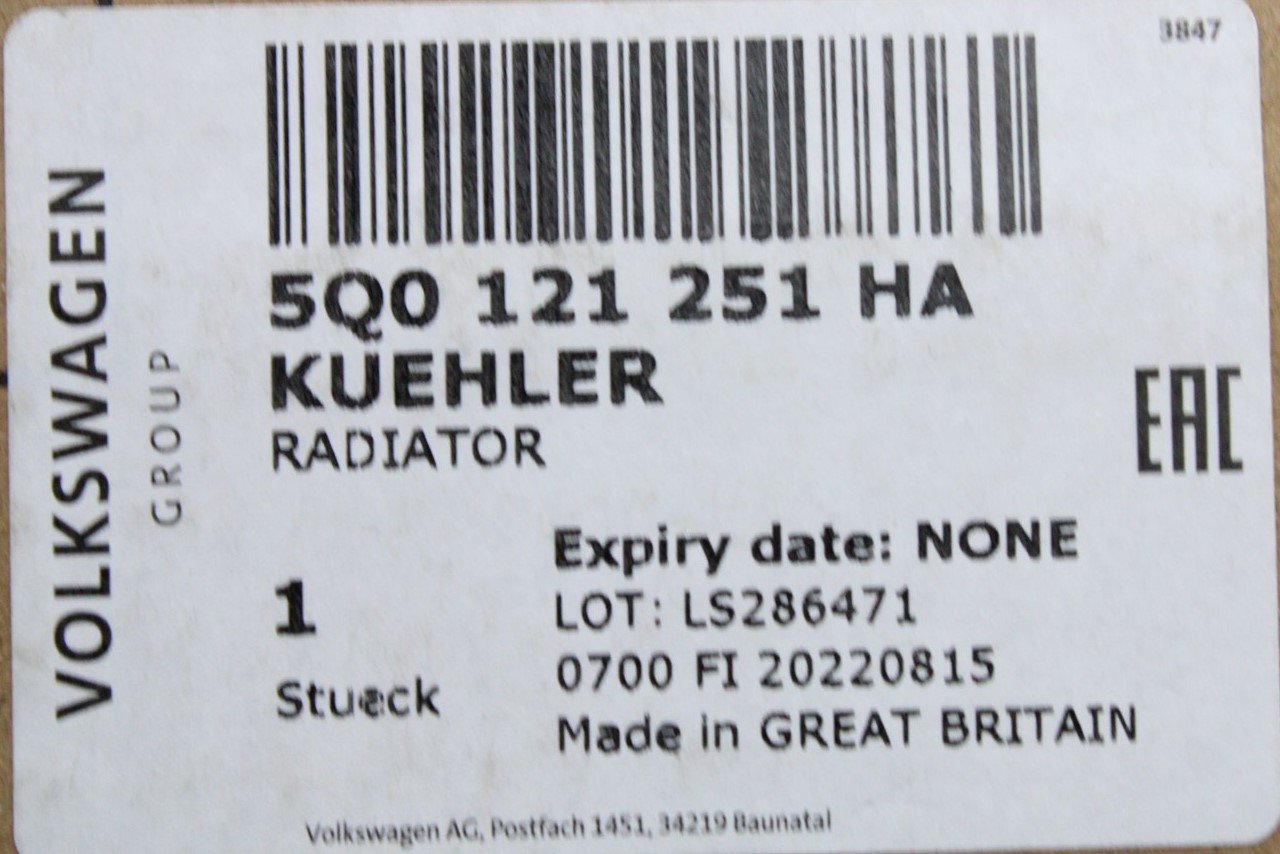 3847
VOLKSWAGEN
GROUP
5Q0 121 251 HA
KUEHLER
RADIATOR
EAC
Expiry date: NONE
1
LOT: LS286471
0700 FI 20220815
Stueck
Made in GREAT BRITAIN
Volkswagen AG, Postfach 1451, 34219 Baunatal